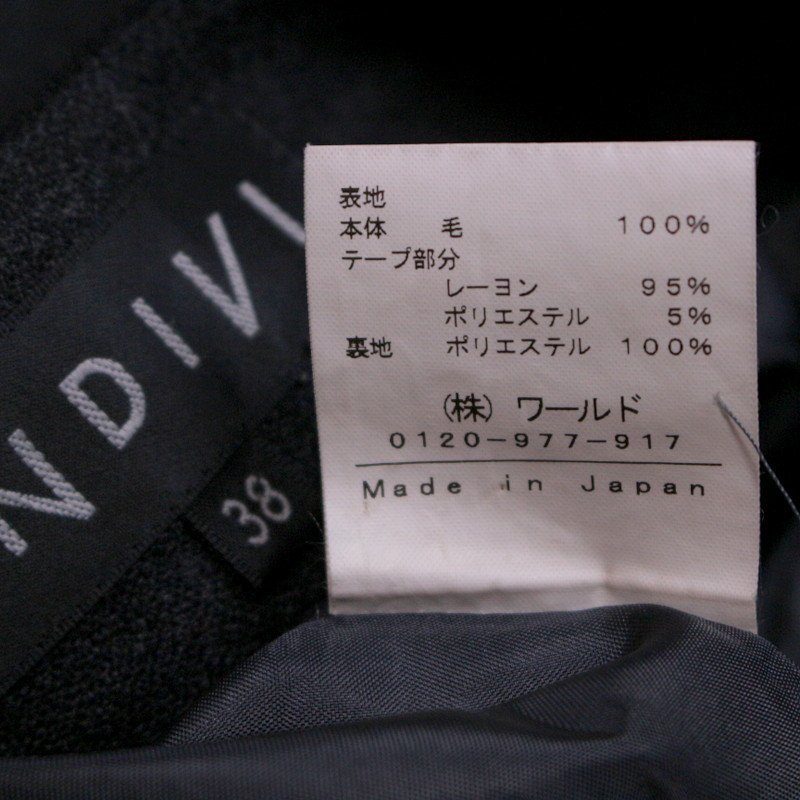 NDIVI
38
表地
本体 毛 100%
テープ部分
レーヨン 95%
ポリエステル 5%
裏地 ポリエステル 100%
(株) ワールド
0120-977-917
Made in Japan